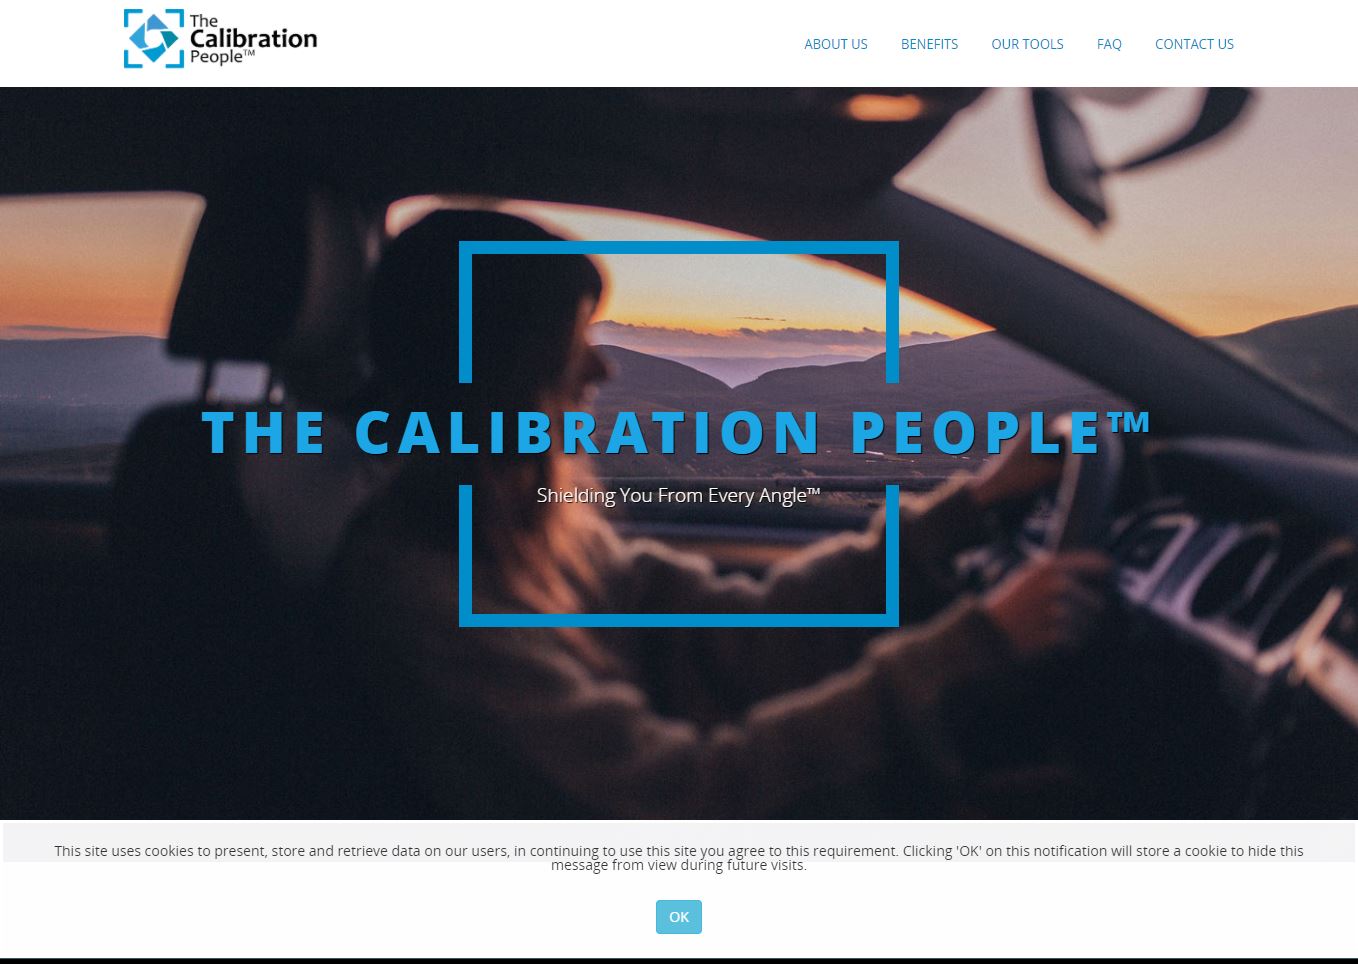 The
Calibration
People™
ABOUT US
BENEFITS
OUR TOOLS
FAQ
CONTACT US
THE CALIBRATION PEOPLE™
Shielding You From Every Angle™
This site uses cookies to present, store and retrieve data on our users, in continuing to use this site you agree to this requirement. Clicking 'OK' on this notification will store a cookie to hide this
message from view during future visits.
OK